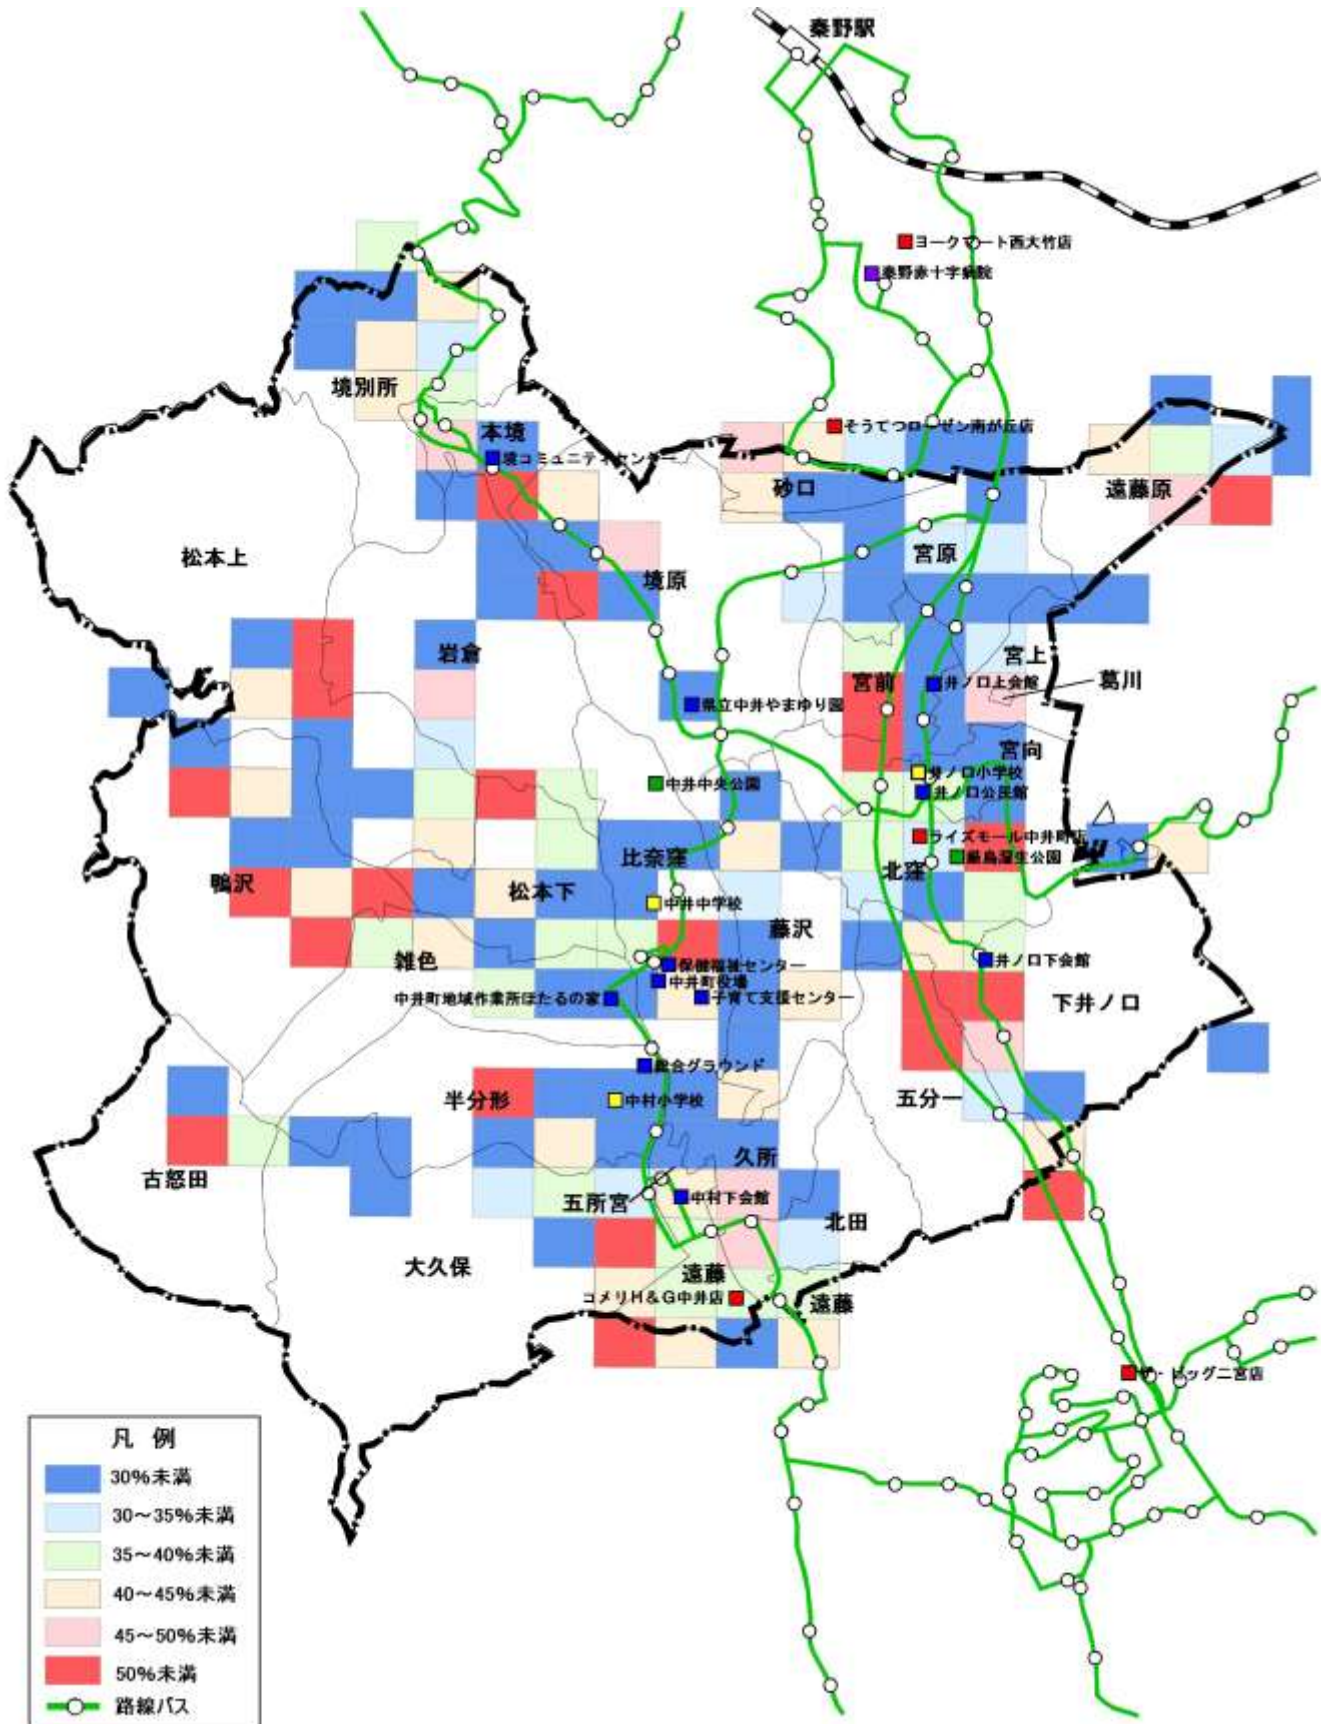 秦野駅
ヨークマート西大竹店
秦野赤十字病院
境別所
そうてつローゼン南が丘店
本境
境コミュニティセンター
砂口
遠藤原
松本上
宮原
境原
岩倉
宮上
宮前
井ノ口上会館
葛川
県立中井やまゆり園
宮向
井ノ口小学校
中井中央公園
井ノ口公民館
ライズモール中井町店
比奈窪
厳島湿生公園
北窪
鴨沢
松本下
中井中学校
藤沢
雑色
保健福祉センター
井ノ口下会館
中井町役場
中井町地域作業所ほたるの家
子育て支援センター
下井ノ口
総合グラウンド
半分形
中村小学校
五分一
久所
古怒田
五所宮
中村下会館
北田
大久保
遠藤
コメリH&G中井店
遠藤
ザ・ビッグ二宮店
凡例
30%未満
30～35%未満
35～40%未満
40～45%未満
45～50%未満
50%未満
路線バス